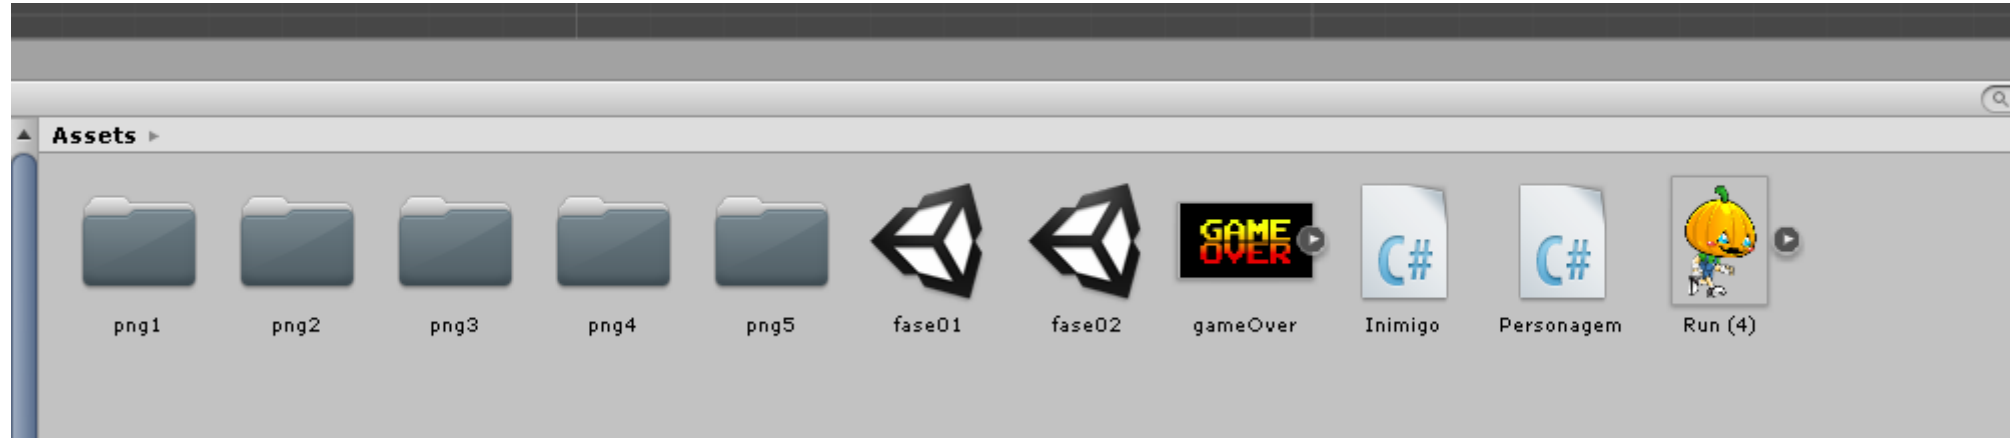 Assets
GAME
OVER
C#
C#
png1
png2
png3
png4
png5
fase01
fase02
gameOver
Inimigo
Personagem
Run (4)